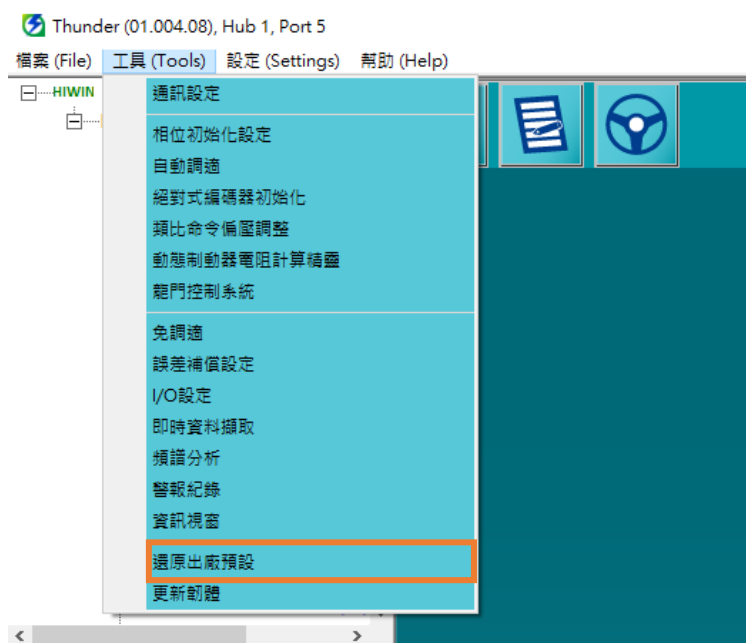 Thunder (01.004.08), Hub 1, Port 5
檔案 (File) 工具 (Tools) 設定 (Settings) 幫助 (Help)
HIWIN
通訊設定
相位初始化設定
自動調適
絕對式編碼器初始化
類比命令偏壓調整
動態制動器電阻計算精靈
龍門控制系統
免調適
誤差補償設定
I/O設定
即時資料擷取
頻譜分析
警報紀錄
資訊視窗
還原出廠預設
更新韌體